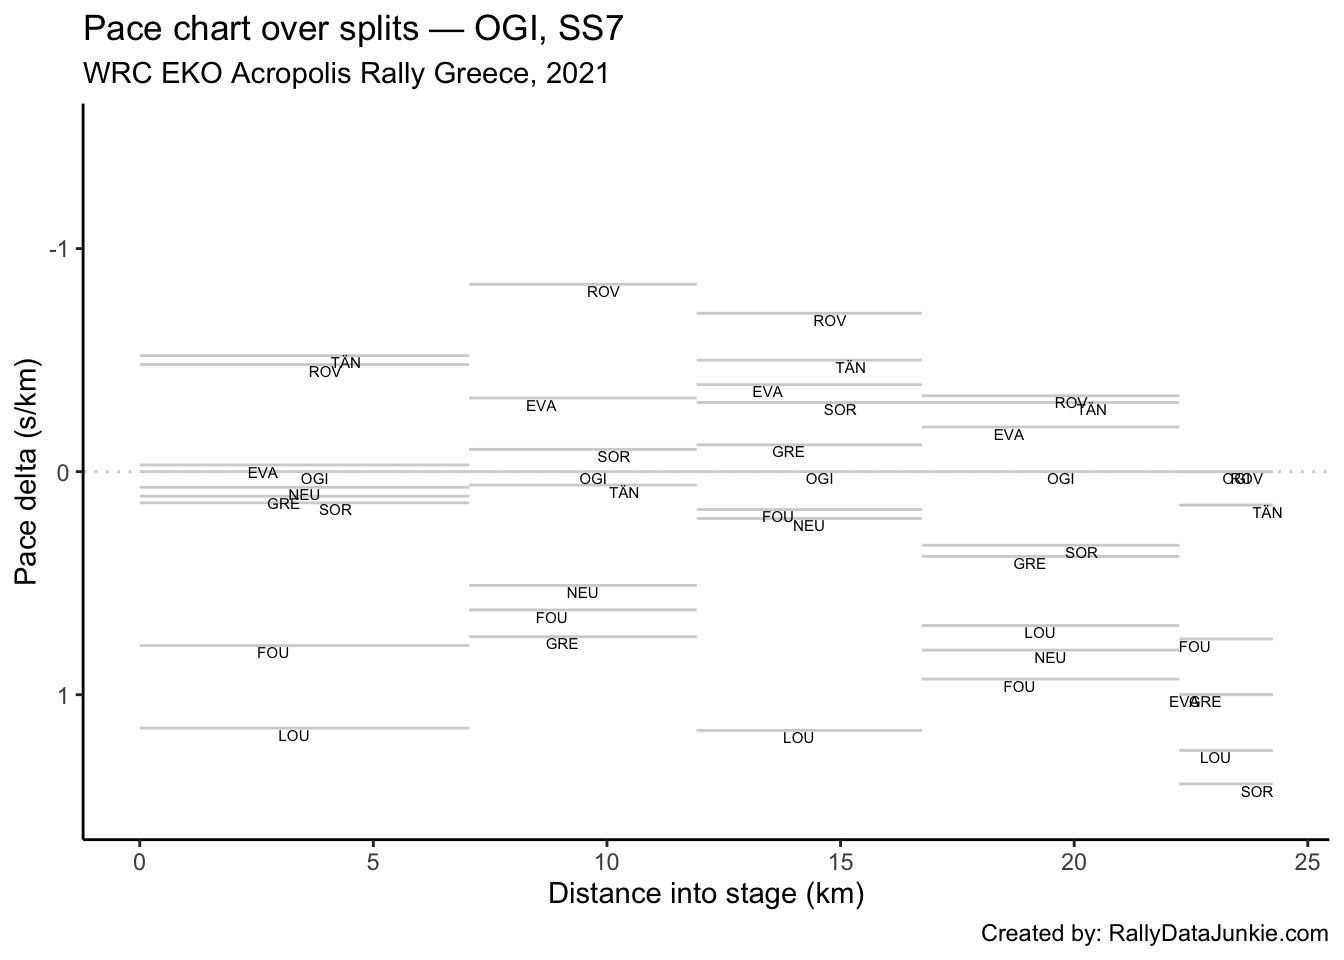 Pace chart over splits — OGI, SS7
WRC EKO Acropolis Rally Greece, 2021
Pace delta (s/km)
-1
0
1
TÄN
ROV
EVA
OGI
NEU
GRE
SOR
FOU
LOU
ROV
EVA
SOR
OGI
TÄN
NEU
FOU
GRE
ROV
TÄN
EVA
SOR
GRE
OGI
FOU
NEU
LOU
ROV
TÄN
EVA
OGI
SOR
GRE
LOU
NEU
FOU
OGI
ROV
TÄN
FOU
EVA
GRE
LOU
SOR
0 5 10 15 20 25
Distance into stage (km)
Created by: RallyDataJunkie.com